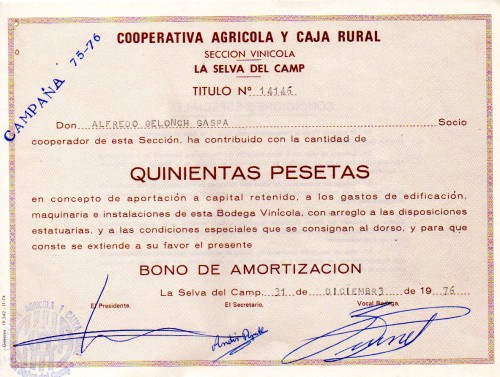 COOPERATIVA AGRICOLA Y CAJA RURAL
SECCION VINICOLA
LA SELVA DEL CAMP
CAMPAÑA 75-76
TITULO Nº 14146
Don ALFREDO GELONCH GASPA Socio
cooperador de esta Sección, ha contribuido con la cantidad de
QUINIENTAS PESETAS
en concepto de aportación a capital retenido, a los gastos de edificación,
maquinaria e instalaciones de esta Bodega Vinícola, con arreglo a las disposiciones
estatuarias, y a las condiciones especiales que se consignan al dorso, y para que
conste se extiende a su favor el presente
BONO DE AMORTIZACION
La Selva del Camp, 31 de DICIEMBR3 de 1976
El Presidente. El Secretario, Vocal Bodega,
AGRICOLA Y CAJA